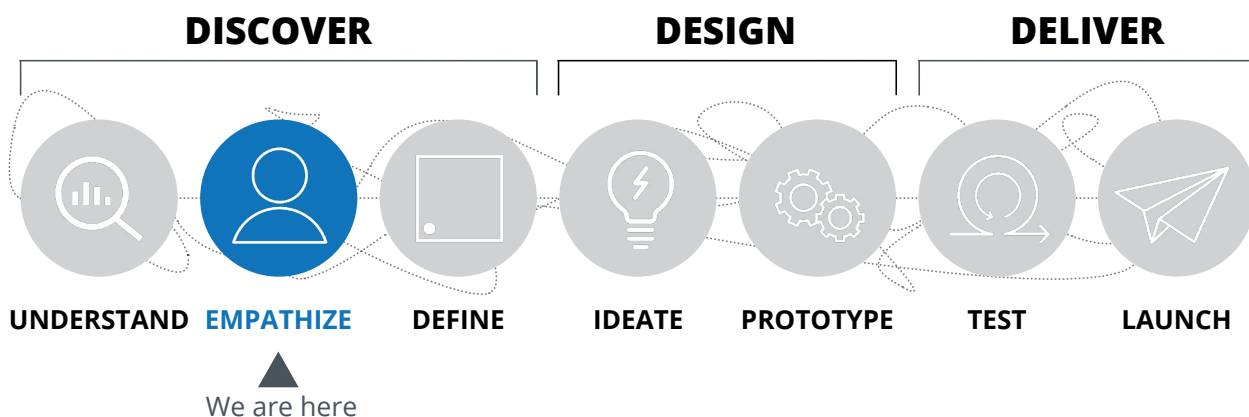 DISCOVER DESIGN DELIVER
UNDERSTAND EMPATHIZE DEFINE IDEATE PROTOTYPE TEST LAUNCH
We are here